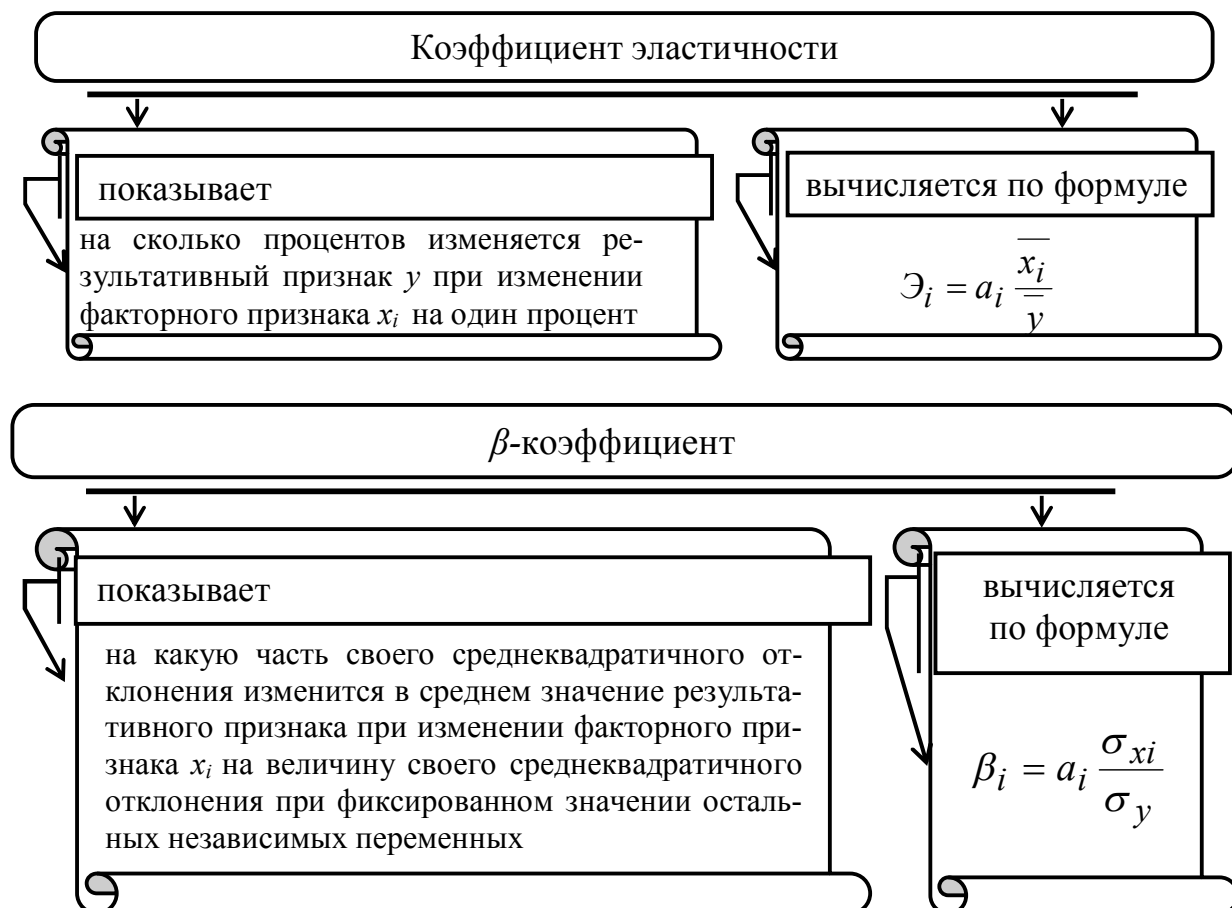 Коэффициент эластичности
показывает
на сколько процентов изменяется ре-
зультативный признак y при изменении
факторного признака xᵢ на один процент
вычисляется по формуле
Эᵢ = aᵢ x̅ᵢ / y̅
β-коэффициент
показывает
на какую часть своего среднеквадратичного от-
клонения изменится в среднем значение результа-
тивного признака при изменении факторного при-
знака xᵢ на величину своего среднеквадратичного
отклонения при фиксированном значении осталь-
ных независимых переменных
вычисляется
по формуле
βᵢ = aᵢ σxi / σy